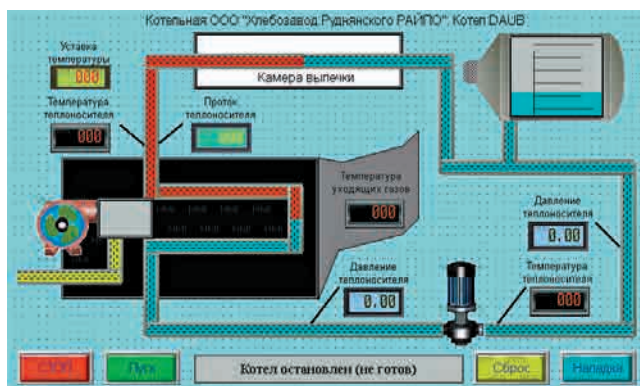 Котельная ООО "Хлебозавод Руднянского РАЙПО". Котел DAUB
Уставка
температуры
000
Камера выпечки
Температура
теплоносителя
000
Проток
теплоносителя
Температура
уходящих газов
000
Давление
теплоносителя
0.00
Давление
теплоносителя
0.00
Температура
теплоносителя
000
СТОП
Пуск
Котел остановлен (не готов)
Сброс
Наладка